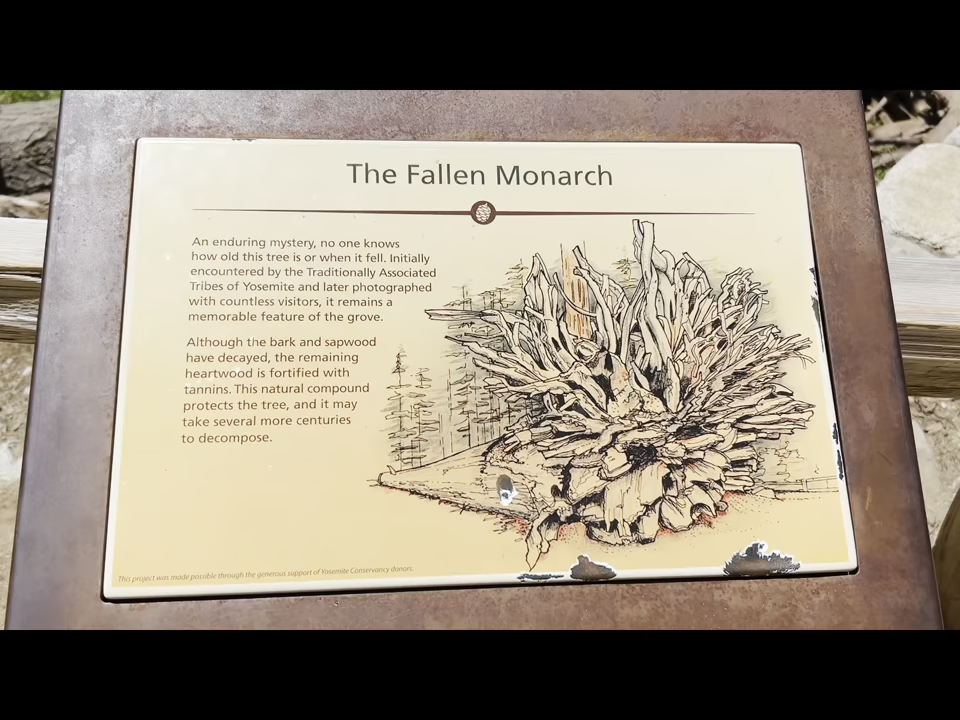 The Fallen Monarch
An enduring mystery, no one knows
how old this tree is or when it fell. Initially
encountered by the Traditionally Associated
Tribes of Yosemite and later photographed
with countless visitors, it remains a
memorable feature of the grove.
Although the bark and sapwood
have decayed, the remaining
heartwood is fortified with
tannins. This natural compound
protects the tree, and it may
take several more centuries
to decompose.
This project was made possible through the generous support of Yosemite Conservancy donors.